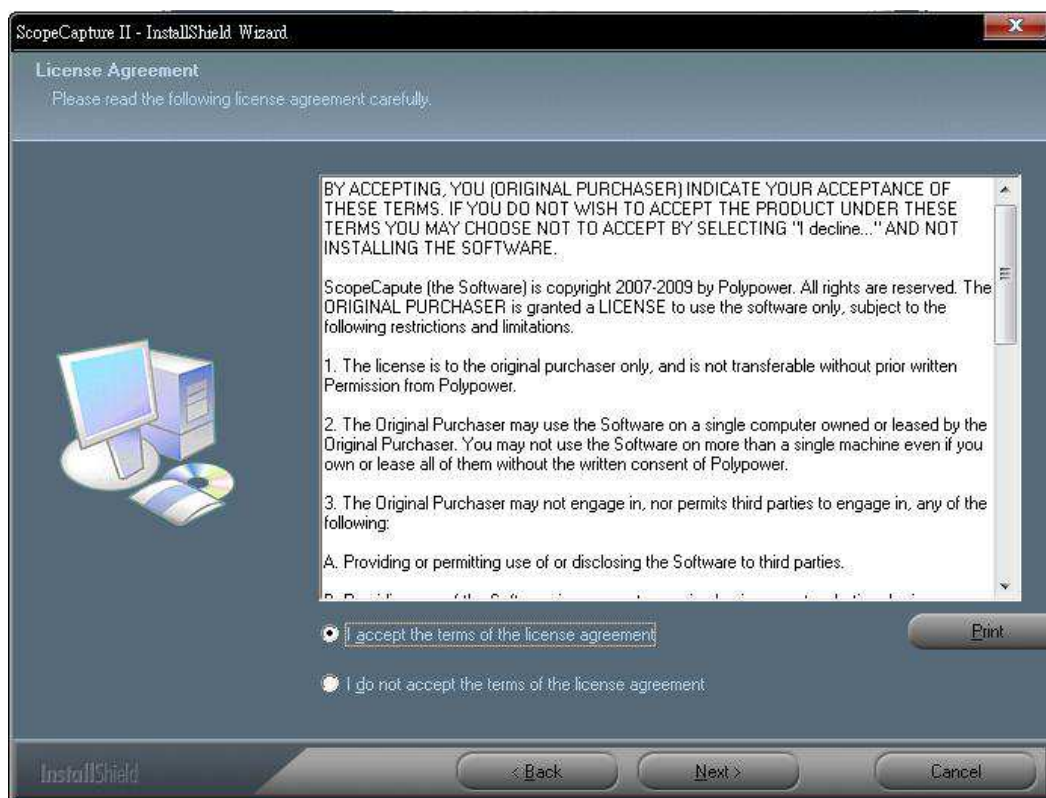 ScopeCapture II - InstallShield Wizard
License Agreement
Please read the following license agreement carefully.
BY ACCEPTING, YOU (ORIGINAL PURCHASER) INDICATE YOUR ACCEPTANCE OF
THESE TERMS. IF YOU DO NOT WISH TO ACCEPT THE PRODUCT UNDER THESE
TERMS YOU MAY CHOOSE NOT TO ACCEPT BY SELECTING "I decline..." AND NOT
INSTALLING THE SOFTWARE.
ScopeCapute (the Software) is copyright 2007-2009 by Polypower. All rights are reserved. The
ORIGINAL PURCHASER is granted a LICENSE to use the software only, subject to the
following restrictions and limitations.
1. The license is to the original purchaser only, and is not transferable without prior written
Permission from Polypower.
2. The Original Purchaser may use the Software on a single computer owned or leased by the
Original Purchaser. You may not use the Software on more than a single machine even if you
own or lease all of them without the written consent of Polypower.
3. The Original Purchaser may not engage in, nor permits third parties to engage in, any of the
following:
A. Providing or permitting use of or disclosing the Software to third parties.
I accept the terms of the license agreement
Print
I do not accept the terms of the license agreement
InstallShield
< Back
Next >
Cancel